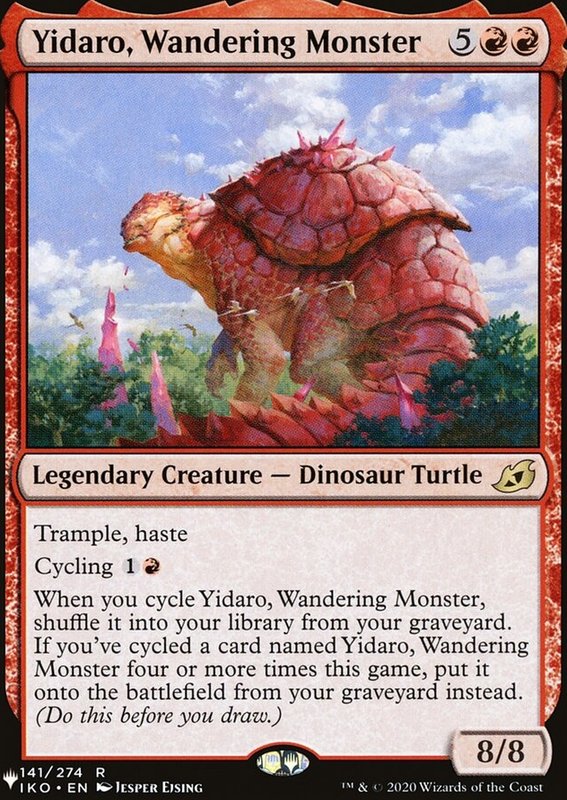 Yidaro, Wandering Monster 5
Legendary Creature — Dinosaur Turtle
Trample, haste
Cycling 1
When you cycle Yidaro, Wandering Monster,
shuffle it into your library from your graveyard.
If you've cycled a card named Yidaro, Wandering
Monster four or more times this game, put it
onto the battlefield from your graveyard instead.
(Do this before you draw.)
8/8
141/274 R
IKO • EN Jesper Eising
™ & © 2020 Wizards of the Coast